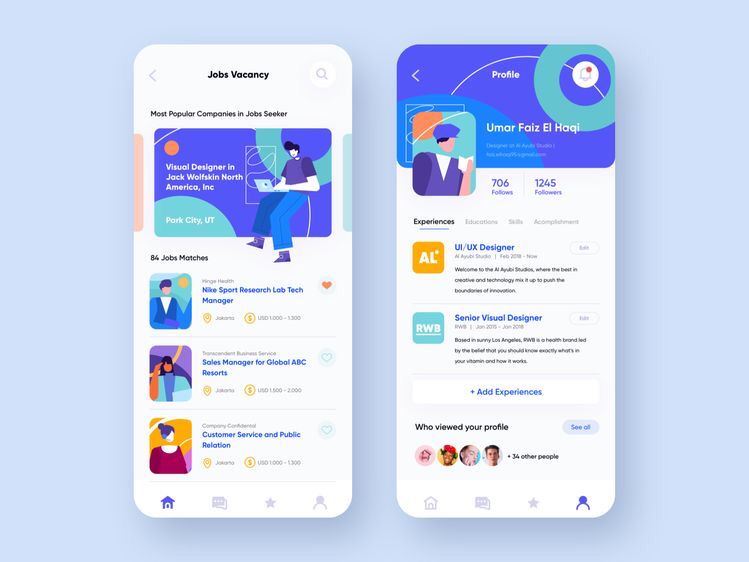 Jobs Vacancy
Most Popular Companies in Jobs Seeker
Visual Designer in
Jack Wolfskin North
America, Inc
Park City, UT
84 Jobs Matches
Hinge Health
Nike Sport Research Lab Tech
Manager
Jakarta
USD 1.000 - 1.300
Transcendent Business Service
Sales Manager for Global ABC
Resorts
Jakarta
USD 1.500 - 2.000
Company Confidental
Customer Service and Public
Relation
Jakarta
USD 1.000 - 1.300
Profile
Umar Faiz El Haqi
Designer at Al Ayubi Studio |
706
Follows
1245
Followers
Experiences
Educations
Skills
Acomplishment
AL
UI/UX Designer
Edit
Al Ayubi Studio | Feb 2018 - Now
Welcome to the Al Ayubi Studios, where the best in
creative and technology mix it up to push the
boundaries of innovation.
RWB
Senior Visual Designer
Edit
RWB | Jan 2015 - Jan 2018
Based in sunny Los Angeles, RWB is a health brand led
by the belief that you should know exactly what's in
your vitamin and how it works.
+ Add Experiences
Who viewed your profile
See all
+ 34 other people